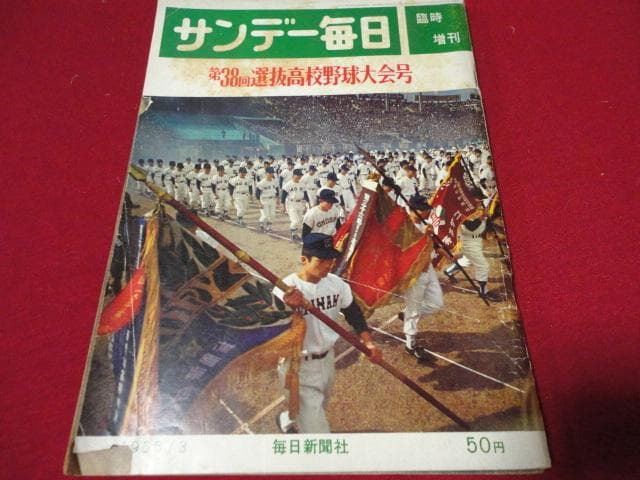 サンデー毎日
臨時
増刊
第38回選抜高校野球大会号
毎日新聞社
50円